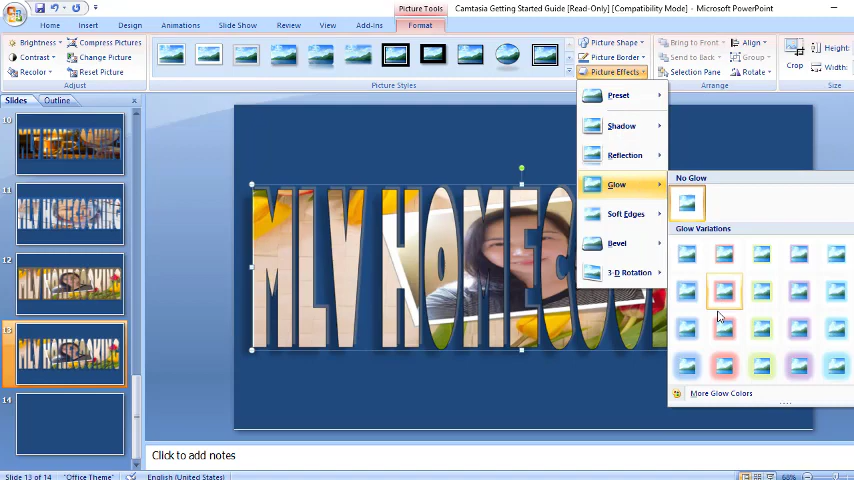 Picture Tools
Camtasia Getting Started Guide [Read-Only] [Compatibility Mode] - PowerPoint
Home Insert Design Animations Slide Show Review View Add-ins Format
Brightness Compress Pictures
Contrast Change Picture
Recolor Reset Picture
Adjust
Picture Styles
Picture Shape
Picture Border
Picture Effects
Bring to Front
Send to Back
Selection Pane
Align
Group
Rotate
Arrange
Crop
Height:
Width:
Size
Slides Outline
10
11
12
13
14
MLV HOMECOO
Preset
Shadow
Reflection
Glow
Soft Edges
Bevel
3-D Rotation
No Glow
Glow Variations
More Glow Colors
Click to add notes
Slide 13 of 14 "Office Theme" English (United States) 68%